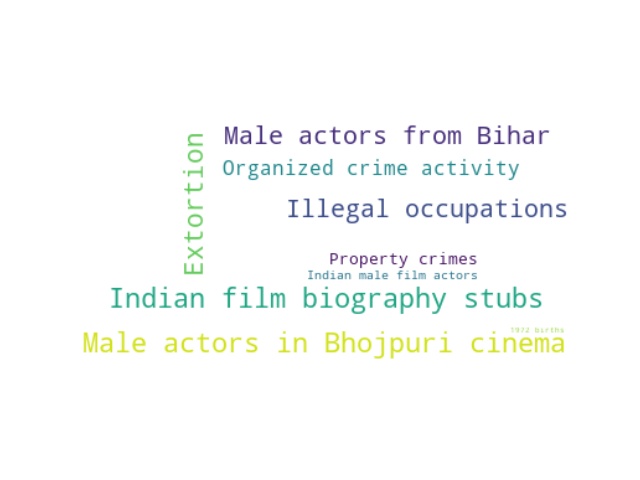 Extortion
Male actors from Bihar
Organized crime activity
Illegal occupations
Property crimes
Indian male film actors
Indian film biography stubs
1972 births
Male actors in Bhojpuri cinema